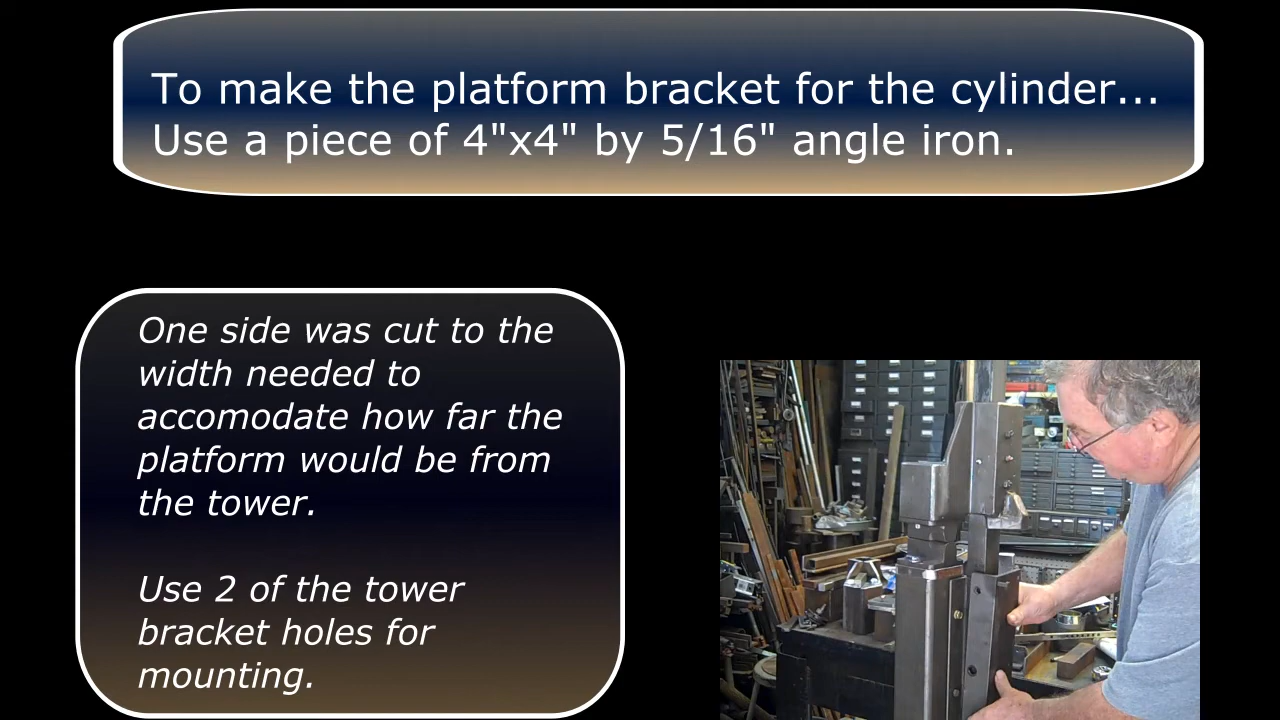 To make the platform bracket for the cylinder...
Use a piece of 4"x4" by 5/16" angle iron.
One side was cut to the
width needed to
accomodate how far the
platform would be from
the tower.
Use 2 of the tower
bracket holes for
mounting.